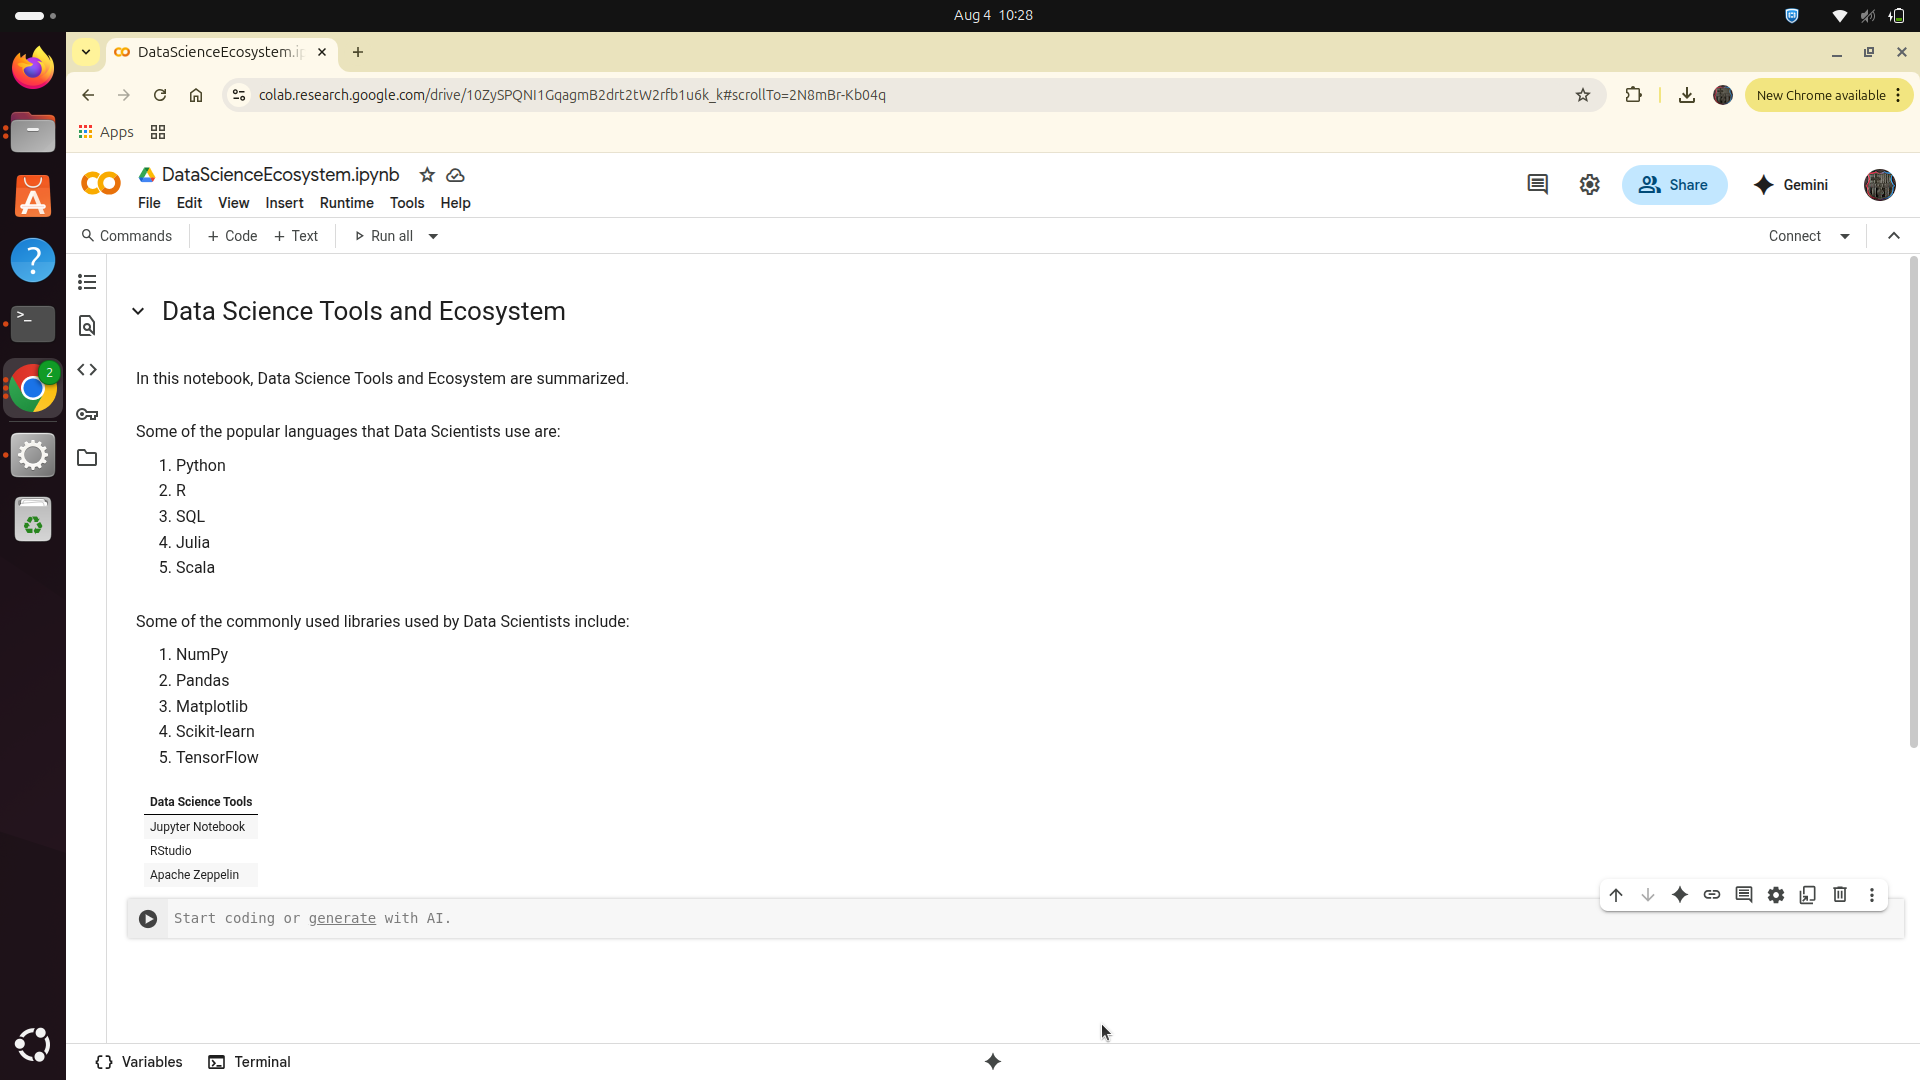 Aug 4 10:28
DataScienceEcosystem.i
colab.research.google.com/drive/10ZySPQNI1GqagmB2drt2tW2rfb1u6k_k#scrollTo=2N8mBr-Kb04q
New Chrome available
Apps
DataScienceEcosystem.ipynb
File Edit View Insert Runtime Tools Help
Share
Gemini
Commands + Code + Text Run all
Connect
Data Science Tools and Ecosystem
In this notebook, Data Science Tools and Ecosystem are summarized.
Some of the popular languages that Data Scientists use are:
1. Python
2. R
3. SQL
4. Julia
5. Scala
Some of the commonly used libraries used by Data Scientists include:
1. NumPy
2. Pandas
3. Matplotlib
4. Scikit-learn
5. TensorFlow
Data Science Tools
Jupyter Notebook
RStudio
Apache Zeppelin
Start coding or generate with AI.
Variables Terminal
2